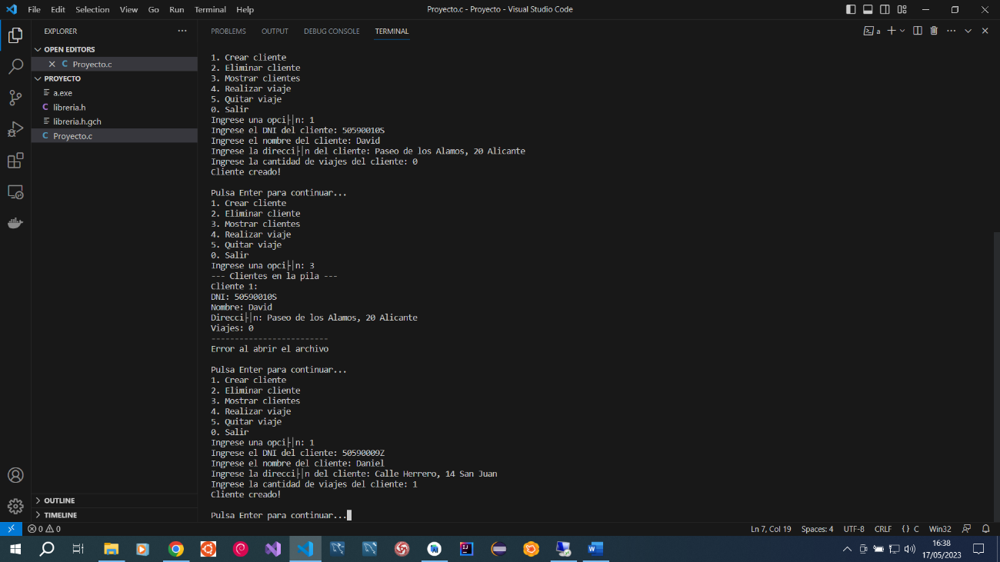 File Edit Selection View Go Run Terminal Help
Proyecto.c - Proyecto - Visual Studio Code
EXPLORER
OPEN EDITORS
C Proyecto.c
PROYECTO
a.exe
C libreria.h
libreria.h.gch
C Proyecto.c
OUTLINE
TIMELINE
PROBLEMS OUTPUT DEBUG CONSOLE TERMINAL
a
1. Crear cliente
2. Eliminar cliente
3. Mostrar clientes
4. Realizar viaje
5. Quitar viaje
0. Salir
Ingrese una opci├│n: 1
Ingrese el DNI del cliente: 50590010S
Ingrese el nombre del cliente: David
Ingrese la direcci├│n del cliente: Paseo de los Alamos, 20 Alicante
Ingrese la cantidad de viajes del cliente: 0
Cliente creado!
Pulsa Enter para continuar...
1. Crear cliente
2. Eliminar cliente
3. Mostrar clientes
4. Realizar viaje
5. Quitar viaje
0. Salir
Ingrese una opci├│n: 3
--- Clientes en la pila ---
Cliente 1:
DNI: 50590010S
Nombre: David
Direcci├│n: Paseo de los Alamos, 20 Alicante
Viajes: 0
-------------------------
Error al abrir el archivo
Pulsa Enter para continuar...
1. Crear cliente
2. Eliminar cliente
3. Mostrar clientes
4. Realizar viaje
5. Quitar viaje
0. Salir
Ingrese una opci├│n: 1
Ingrese el DNI del cliente: 50590009Z
Ingrese el nombre del cliente: Daniel
Ingrese la direcci├│n del cliente: Calle Herrero, 14 San Juan
Ingrese la cantidad de viajes del cliente: 1
Cliente creado!
Pulsa Enter para continuar...
0 0
Ln 7, Col 19 Spaces: 4 UTF-8 CRLF {} C Win32
16:38
17/05/2023